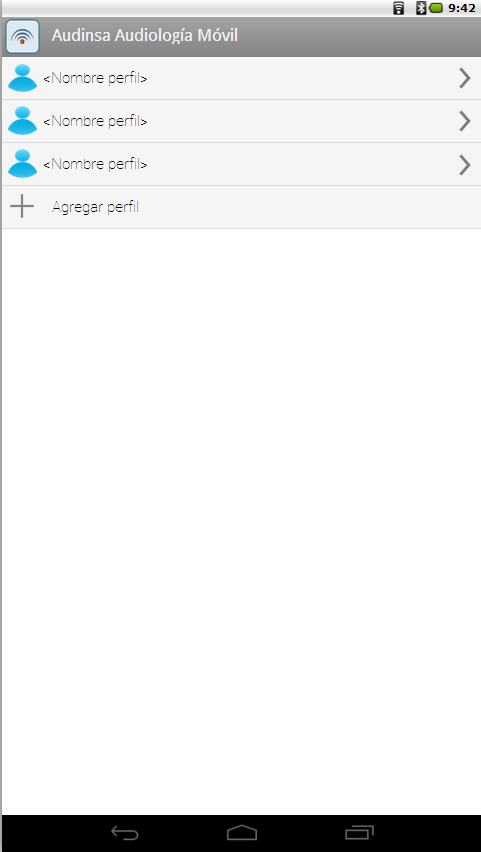 9:42
Audinsa Audiología Móvil
<Nombre perfil>
<Nombre perfil>
<Nombre perfil>
Agregar perfil